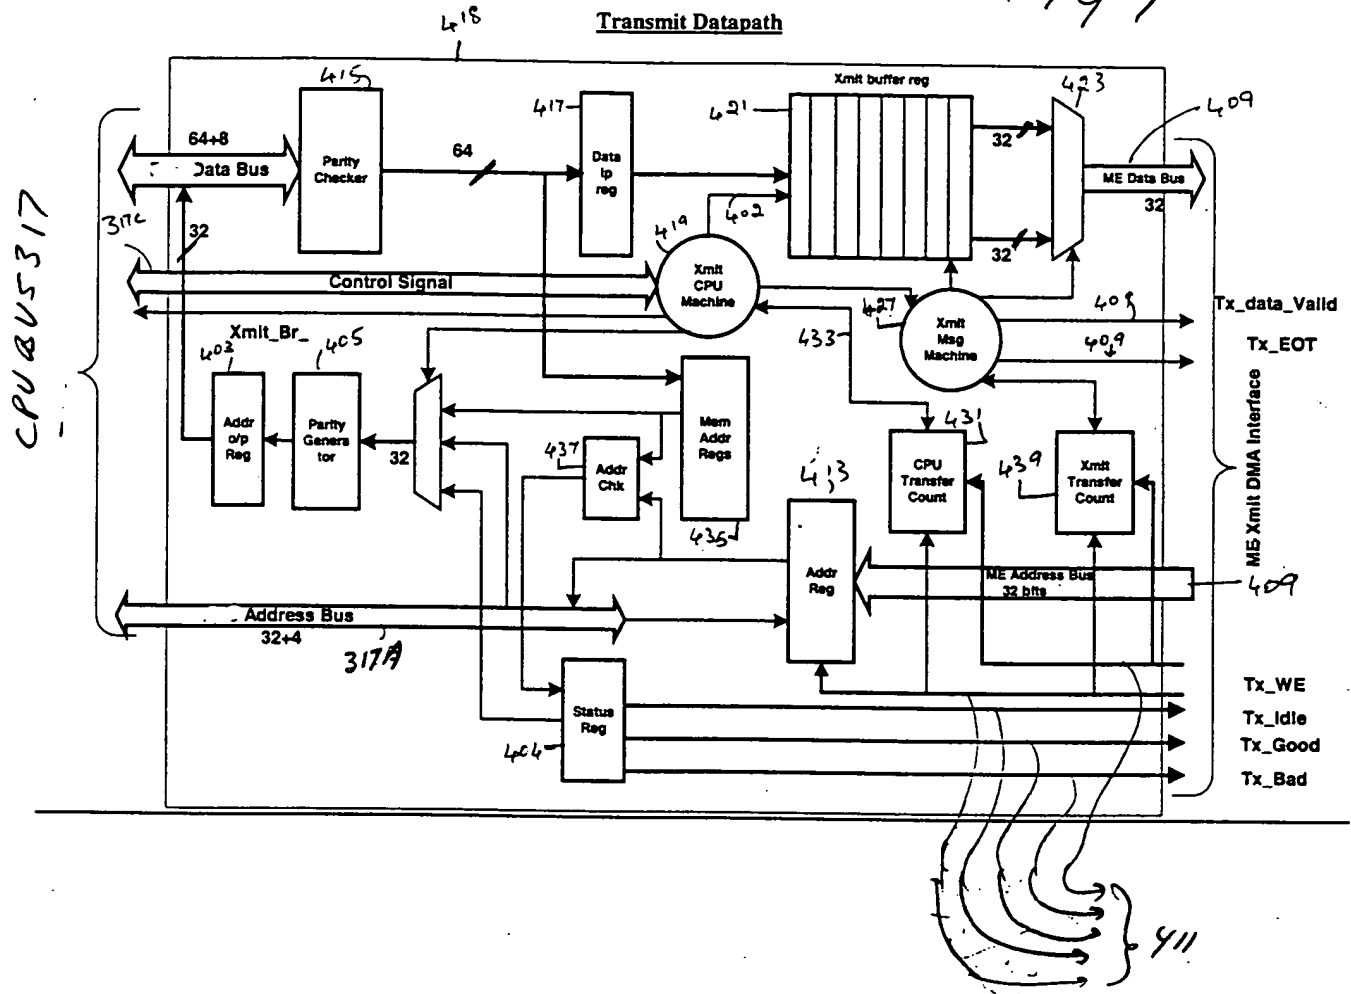 Transmit Datapath
418
415
417
421
Xmit buffer reg
423
409
64+8
Data Bus
Parity
Checker
64
Data
Ip
reg
32
ME Data Bus
32
CPU BUS 317
317c
32
402
419
32
Control Signal
Xmit
CPU
Machine
427
Xmit
Msg
Machine
408
Tx_data_Valid
409
Tx_EOT
433
Xmit_Br_
403
405
Addr
o/p
Reg
Parity
Genera
tor
32
437
Addr
Chk
Mem
Addr
Regs
435
413
431
CPU
Transfer
Count
439
Xmit
Transfer
Count
ME Xmit DMA Interface
Addr
Reg
ME Address Bus
32 bits
409
Address Bus
32+4
317A
Status
Reg
404
Tx_WE
Tx_Idle
Tx_Good
Tx_Bad
411